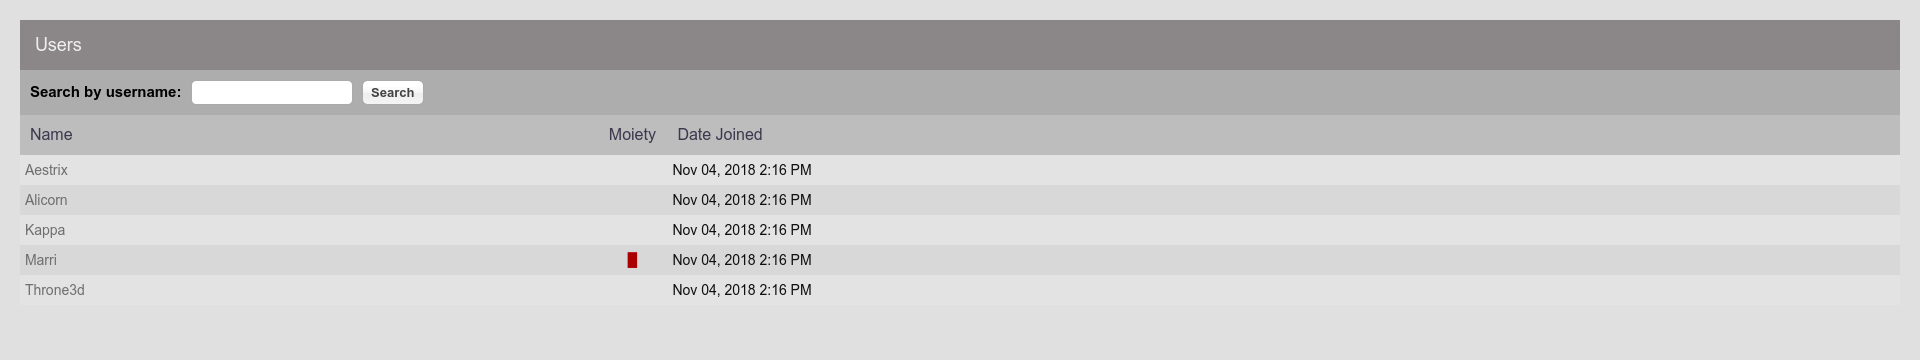 Users
Search by username: Search
Name Moiety Date Joined
Aestrix Nov 04, 2018 2:16 PM
Alicorn Nov 04, 2018 2:16 PM
Kappa Nov 04, 2018 2:16 PM
Marri Nov 04, 2018 2:16 PM
Throne3d Nov 04, 2018 2:16 PM